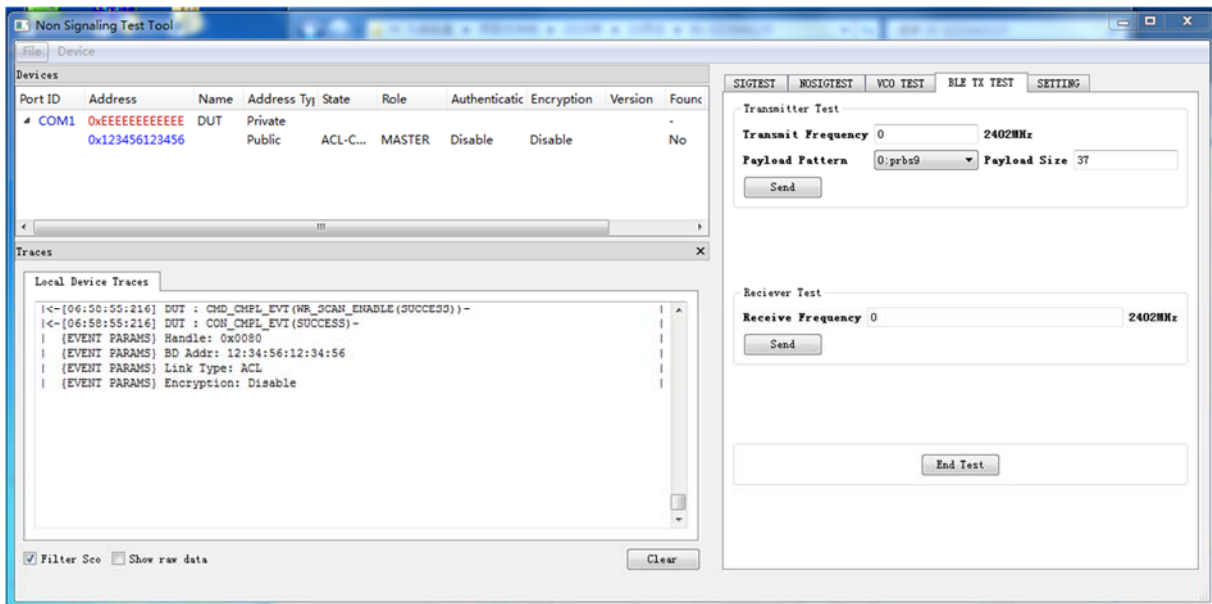 Non Signaling Test Tool
File Device
Devices
Port ID Address Name Address Tyj State Role Authenticatic Encryption Version Founc
COM1 0xEEEEEEEEEEEE DUT Private -
0x123456123456 Public ACL-C... MASTER Disable Disable No
Traces
Local Device Traces
|<-[06:58:55:216] DUT : CMD_CMPL_EVT(WR_SCAN_ENABLE(SUCCESS))- |
|<-[06:58:55:216] DUT : CON_CMPL_EVT(SUCCESS)- |
| {EVENT PARAMS} Handle: 0x0080 |
| {EVENT PARAMS} BD Addr: 12:34:56:12:34:56 |
| {EVENT PARAMS} Link Type: ACL |
| {EVENT PARAMS} Encryption: Disable |
Filter Sco Show raw data Clear
SIGTEST NOSIGTEST VCO TEST BLE TX TEST SETTING
Transmitter Test
Transmit Frequency 0 2402MHz
Payload Pattern 0:prbs9 Payload Size 37
Send
Reciever Test
Receive Frequency 0 2402MHz
Send
End Test